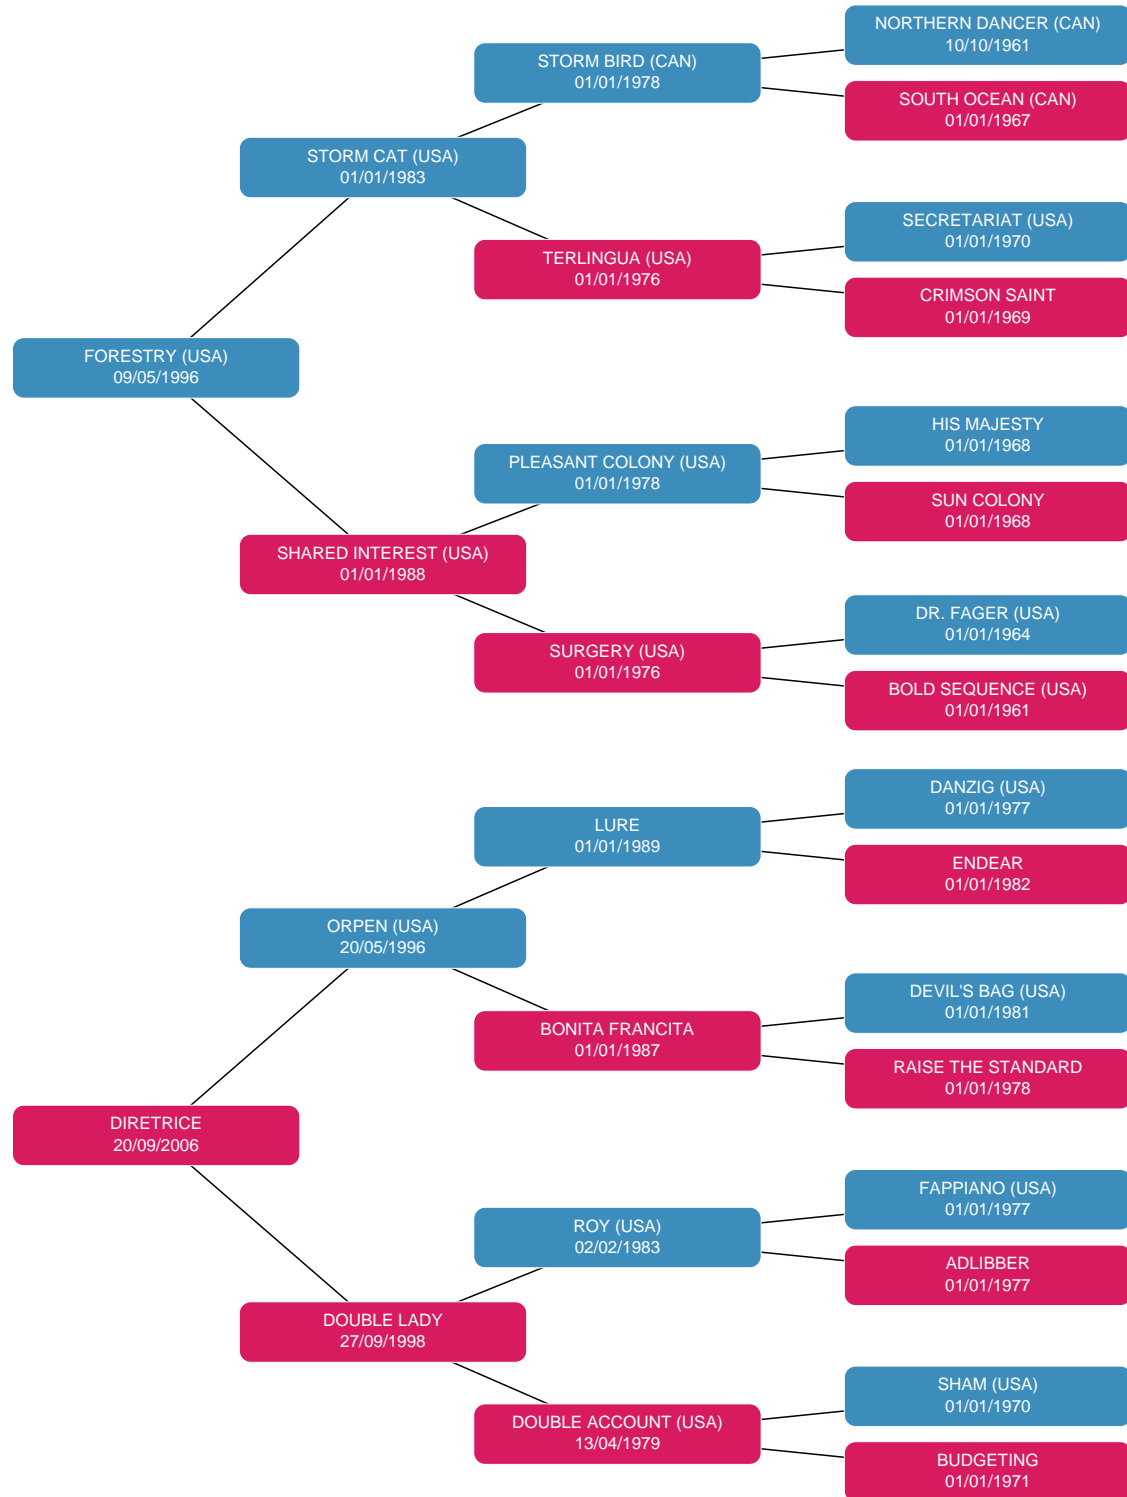 NORTHERN DANCER (CAN)
10/10/1961
STORM BIRD (CAN)
01/01/1978
SOUTH OCEAN (CAN)
01/01/1967
STORM CAT (USA)
01/01/1983
SECRETARIAT (USA)
01/01/1970
TERLINGUA (USA)
01/01/1976
CRIMSON SAINT
01/01/1969
FORESTRY (USA)
09/05/1996
HIS MAJESTY
01/01/1968
PLEASANT COLONY (USA)
01/01/1978
SUN COLONY
01/01/1968
SHARED INTEREST (USA)
01/01/1988
DR. FAGER (USA)
01/01/1964
SURGERY (USA)
01/01/1976
BOLD SEQUENCE (USA)
01/01/1961
DANZIG (USA)
01/01/1977
LURE
01/01/1989
ENDEAR
01/01/1982
ORPEN (USA)
20/05/1996
DEVIL'S BAG (USA)
01/01/1981
BONITA FRANCITA
01/01/1987
RAISE THE STANDARD
01/01/1978
DIRETRICE
20/09/2006
FAPPIANO (USA)
01/01/1977
ROY (USA)
02/02/1983
ADLIBBER
01/01/1977
DOUBLE LADY
27/09/1998
SHAM (USA)
01/01/1970
DOUBLE ACCOUNT (USA)
13/04/1979
BUDGETING
01/01/1971